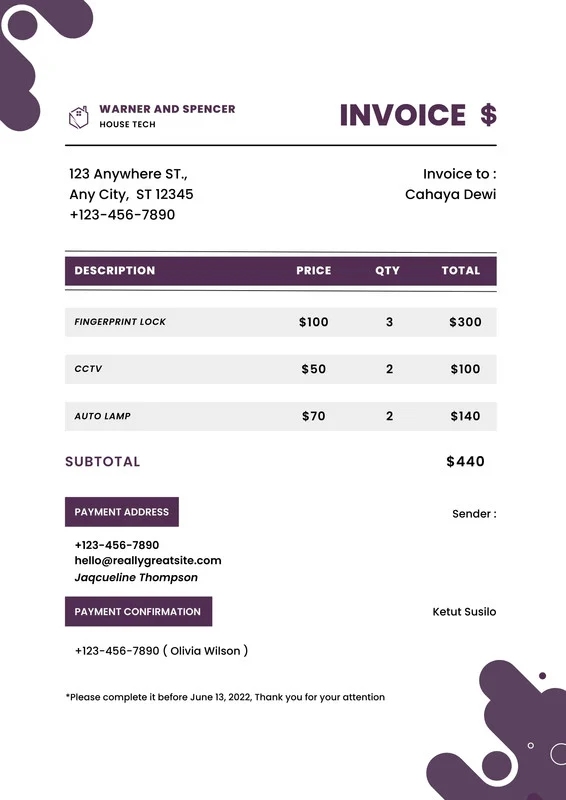 WARNER AND SPENCER
HOUSE TECH
INVOICE $
123 Anywhere ST.,
Any City, ST 12345
+123-456-7890
Invoice to :
Cahaya Dewi
DESCRIPTION PRICE QTY TOTAL
FINGERPRINT LOCK $100 3 $300
CCTV $50 2 $100
AUTO LAMP $70 2 $140
SUBTOTAL $440
PAYMENT ADDRESS
Sender :
+123-456-7890
hello@reallygreatsite.com
Jaqcueline Thompson
PAYMENT CONFIRMATION
Ketut Susilo
+123-456-7890 ( Olivia Wilson )
*Please complete it before June 13, 2022, Thank you for your attention